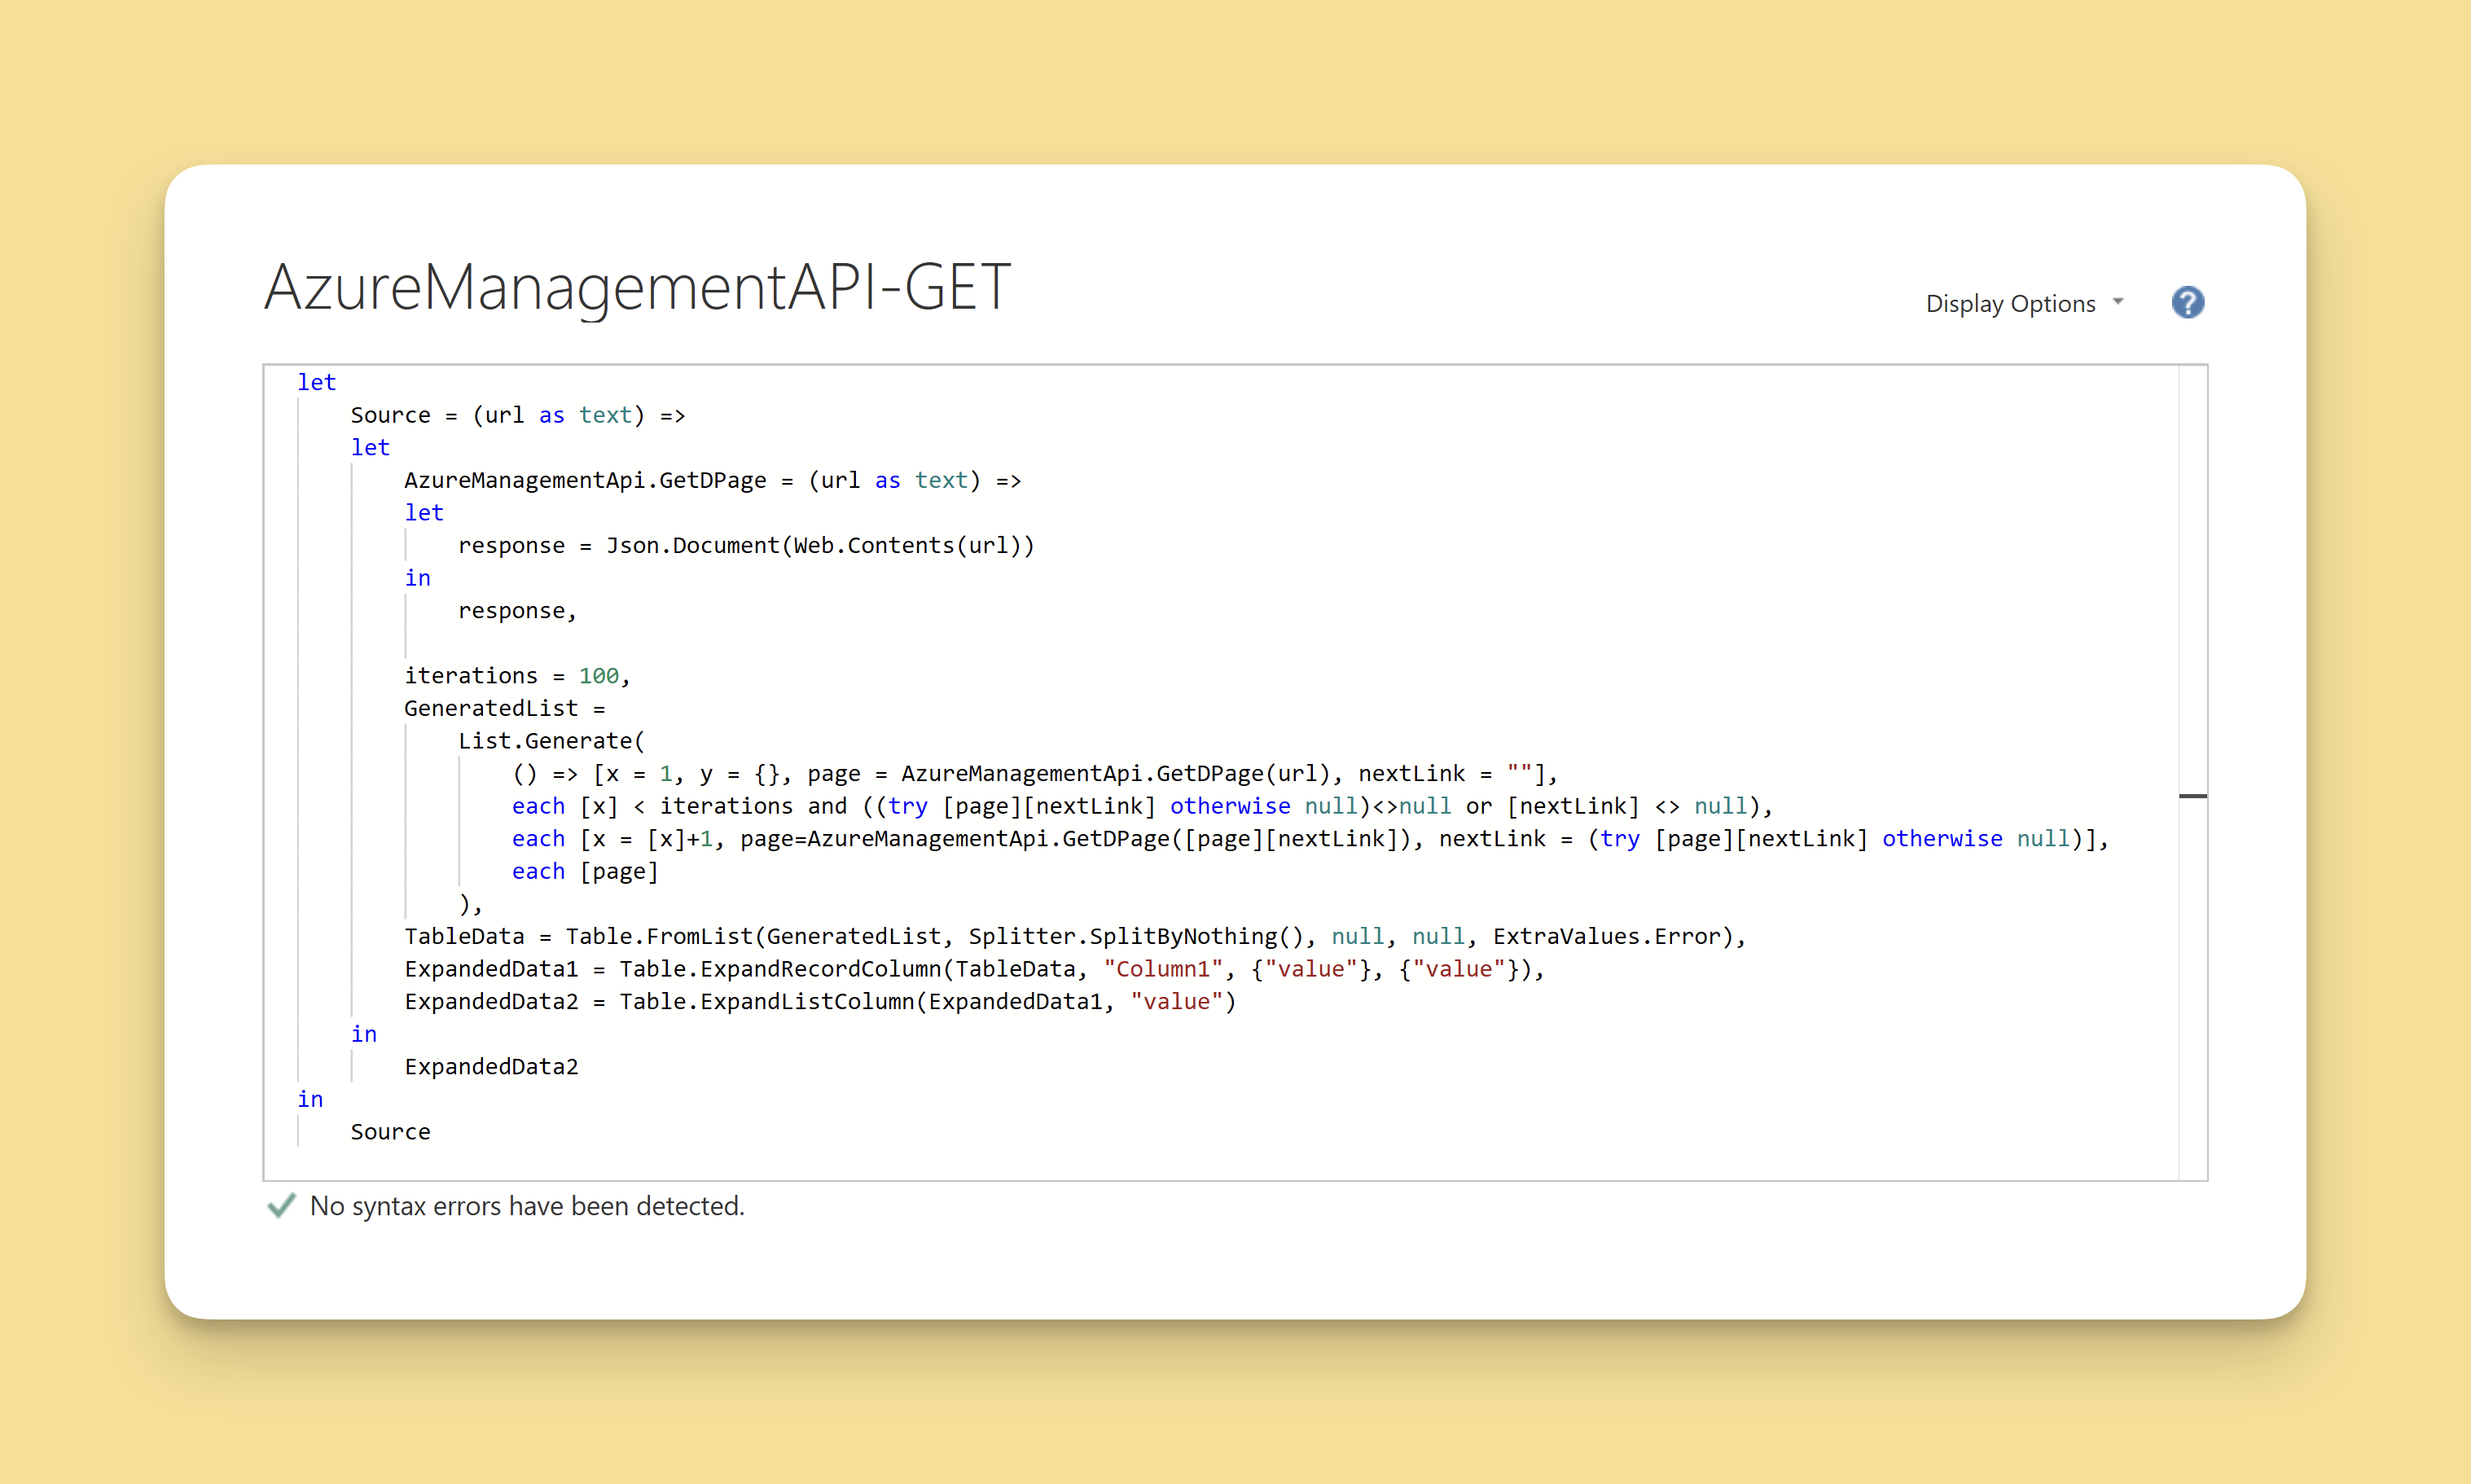 AzureManagementAPI-GET
Display Options
?
let
Source = (url as text) =>
let
AzureManagementApi.GetDPage = (url as text) =>
let
response = Json.Document(Web.Contents(url))
in
response,
iterations = 100,
GeneratedList =
List.Generate(
() => [x = 1, y = {}, page = AzureManagementApi.GetDPage(url), nextLink = ""],
each [x] < iterations and ((try [page][nextLink] otherwise null)<>null or [nextLink] <> null),
each [x = [x]+1, page=AzureManagementApi.GetDPage([page][nextLink]), nextLink = (try [page][nextLink] otherwise null)],
each [page]
),
TableData = Table.FromList(GeneratedList, Splitter.SplitByNothing(), null, null, ExtraValues.Error),
ExpandedData1 = Table.ExpandRecordColumn(TableData, "Column1", {"value"}, {"value"}),
ExpandedData2 = Table.ExpandListColumn(ExpandedData1, "value")
in
ExpandedData2
in
Source
No syntax errors have been detected.